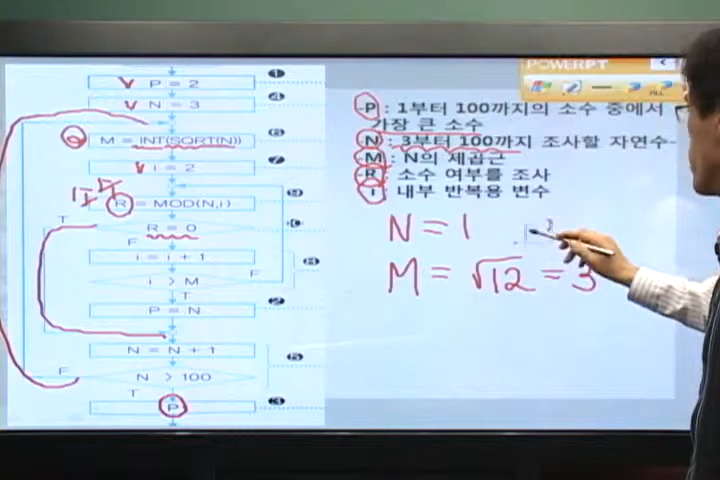 POWERPT
ALL
P = 2
N = 3
M = INT(SQRT(N))
i = 2
R = MOD(N,i)
T
R = 0
F
i = i + 1
i > M
F
T
P = N
N = N + 1
F
N > 100
T
P
P : 1부터 100까지의 소수 중에서
가장 큰 소수
N : 3부터 100까지 조사할 자연수
M : N의 제곱근
R : 소수 여부를 조사
i : 내부 반복용 변수
N = 1
M = √12 = 3